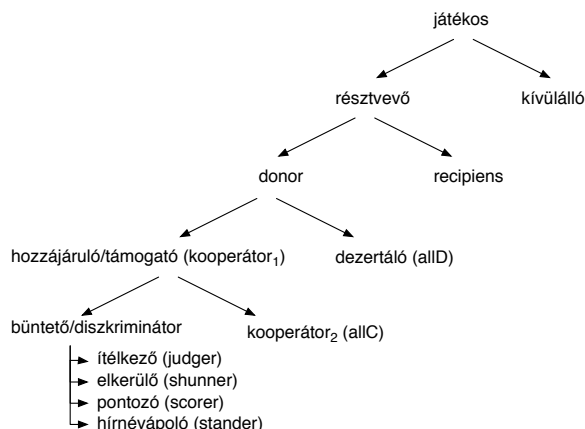 játékos
résztvevő kívülálló
donor recipiens
hozzájáruló/támogató (kooperátor₁) dezertáló (allD)
büntető/diszkriminátor kooperátor₂ (allC)
ítélkező (judger)
elkerülő (shunner)
pontozó (scorer)
hírnévápoló (stander)